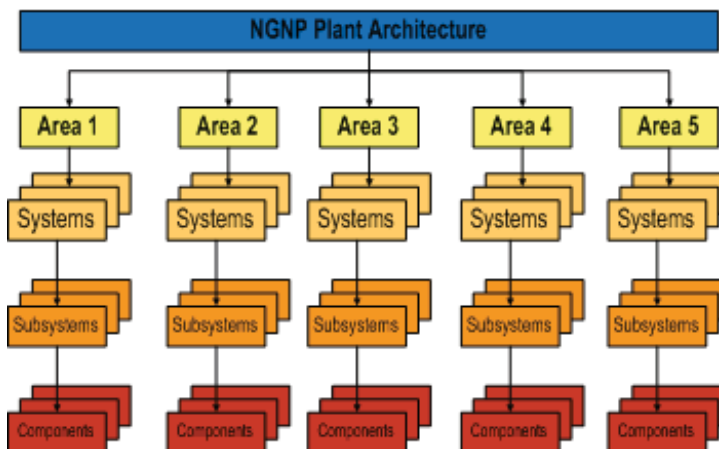 NGNP Plant Architecture
Area 1 Area 2 Area 3 Area 4 Area 5
Systems Systems Systems Systems Systems
Subsystems Subsystems Subsystems Subsystems Subsystems
Components Components Components Components Components